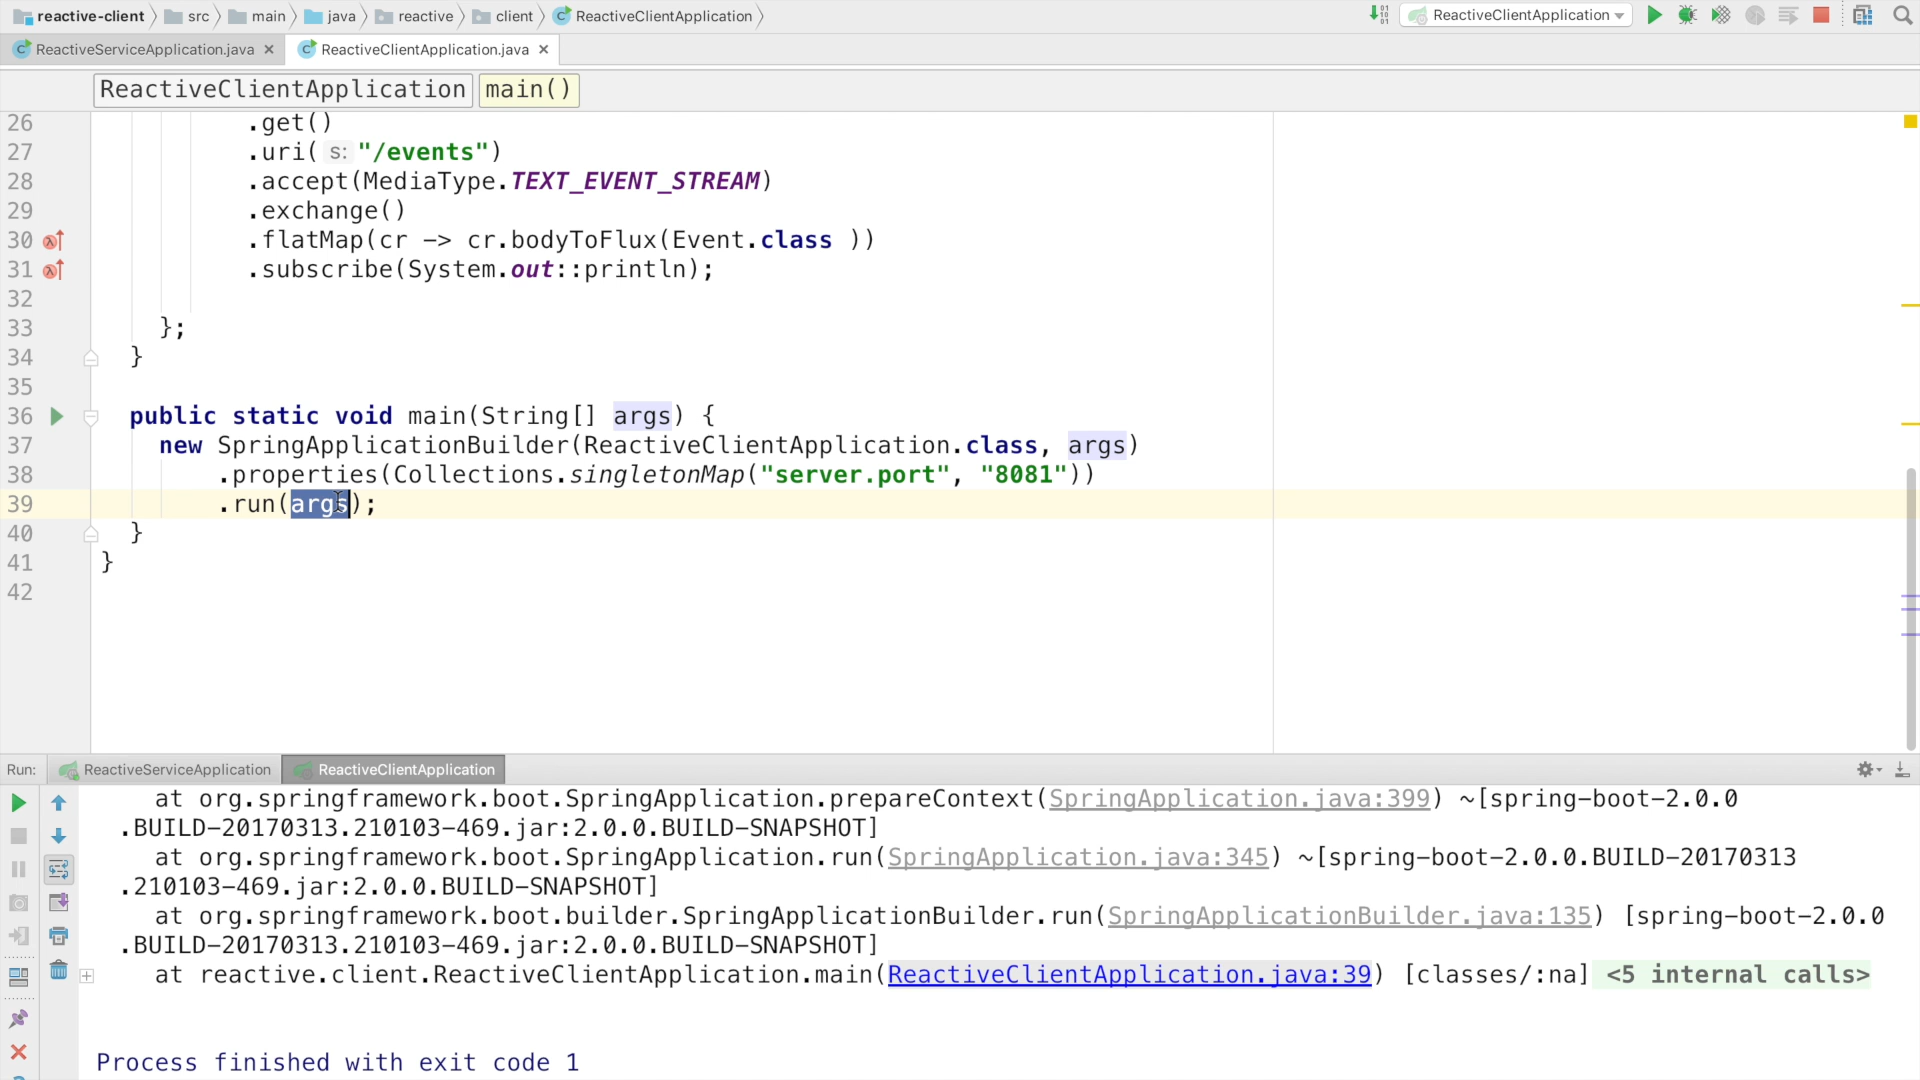 reactive-client src main java reactive client ReactiveClientApplication ReactiveClientApplication
ReactiveServiceApplication.java ReactiveClientApplication.java
ReactiveClientApplication main()
26 .get()
27 .uri( s: "/events")
28 .accept(MediaType.TEXT_EVENT_STREAM)
29 .exchange()
30 .flatMap(cr -> cr.bodyToFlux(Event.class ))
31 .subscribe(System.out::println);
32
33 };
34 }
35
36 public static void main(String[] args) {
37 new SpringApplicationBuilder(ReactiveClientApplication.class, args)
38 .properties(Collections.singletonMap("server.port", "8081"))
39 .run(args);
40 }
41 }
42
Run: ReactiveServiceApplication ReactiveClientApplication
at org.springframework.boot.SpringApplication.prepareContext(SpringApplication.java:399) ~[spring-boot-2.0.0
.BUILD-20170313.210103-469.jar:2.0.0.BUILD-SNAPSHOT]
at org.springframework.boot.SpringApplication.run(SpringApplication.java:345) ~[spring-boot-2.0.0.BUILD-20170313
.210103-469.jar:2.0.0.BUILD-SNAPSHOT]
at org.springframework.boot.builder.SpringApplicationBuilder.run(SpringApplicationBuilder.java:135) [spring-boot-2.0.0
.BUILD-20170313.210103-469.jar:2.0.0.BUILD-SNAPSHOT]
at reactive.client.ReactiveClientApplication.main(ReactiveClientApplication.java:39) [classes/:na] <5 internal calls>
Process finished with exit code 1